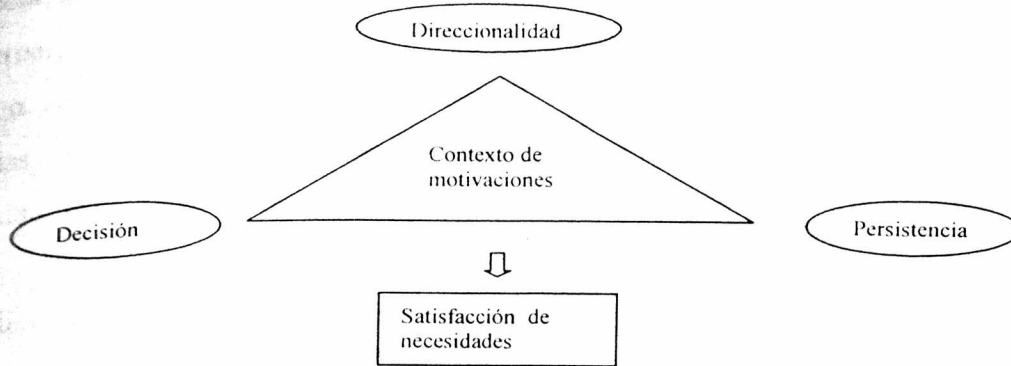 Direccionalidad
Contexto de
motivaciones
Decisión
Persistencia
Satisfacción de
necesidades